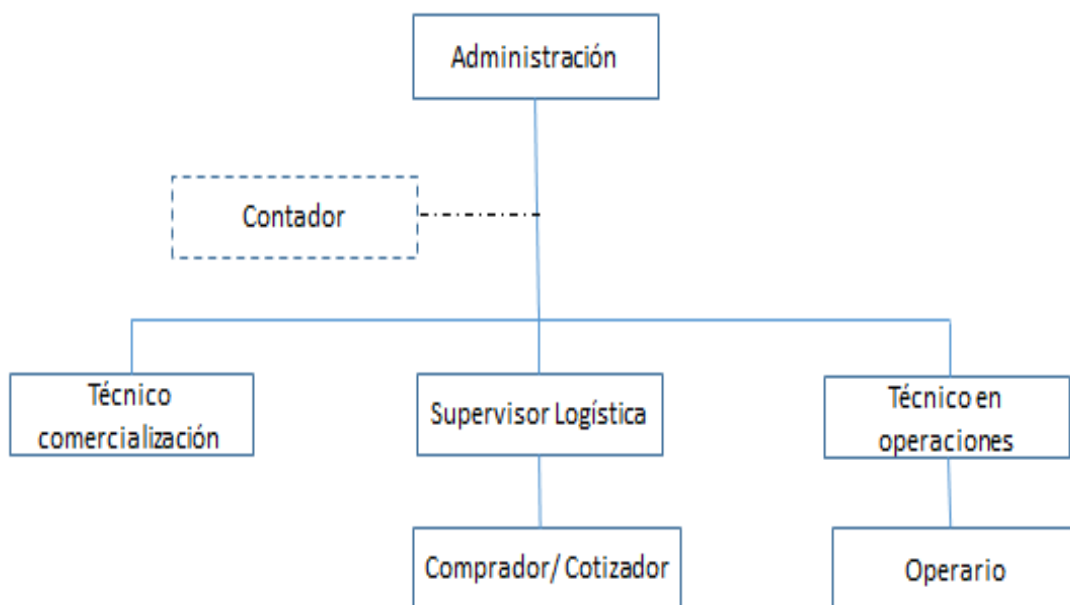 Administración
Contador
Técnico
comercialización
Supervisor Logística
Técnico en
operaciones
Comprador/ Cotizador
Operario